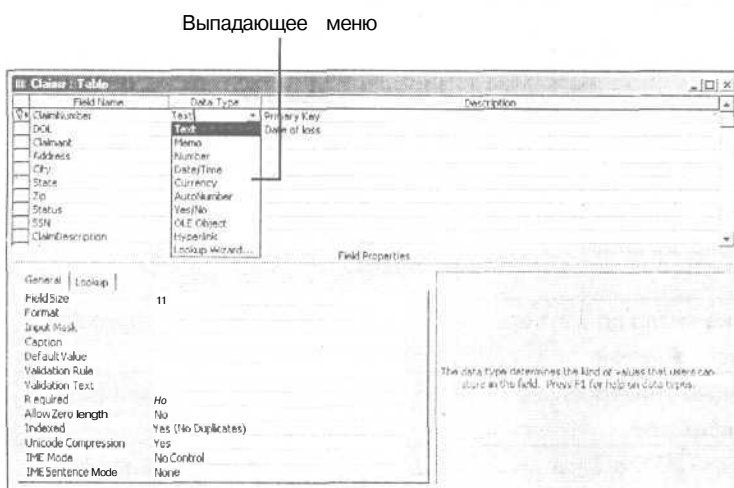 Выпадающее меню
Claims : Table
Field Name Data Type Description
ClaimNumber Text Primary Key
DOL Text Date of loss
Claimant Memo
Address Number
City Date/Time
State Currency
Zip AutoNumber
Status Yes/No
SSN OLE Object
ClaimDescription Hyperlink
Lookup Wizard...
Field Properties
General Lookup
Field Size 11
Format
Input Mask
Caption
Default Value
Validation Rule
Validation Text
Required Ho
Allow Zero length No
Indexed Yes (No Duplicates)
Unicode Compression Yes
IME Mode No Control
IME Sentence Mode None
The data type determines the kind of values that users can
store in the field. Press F1 for help on data types.